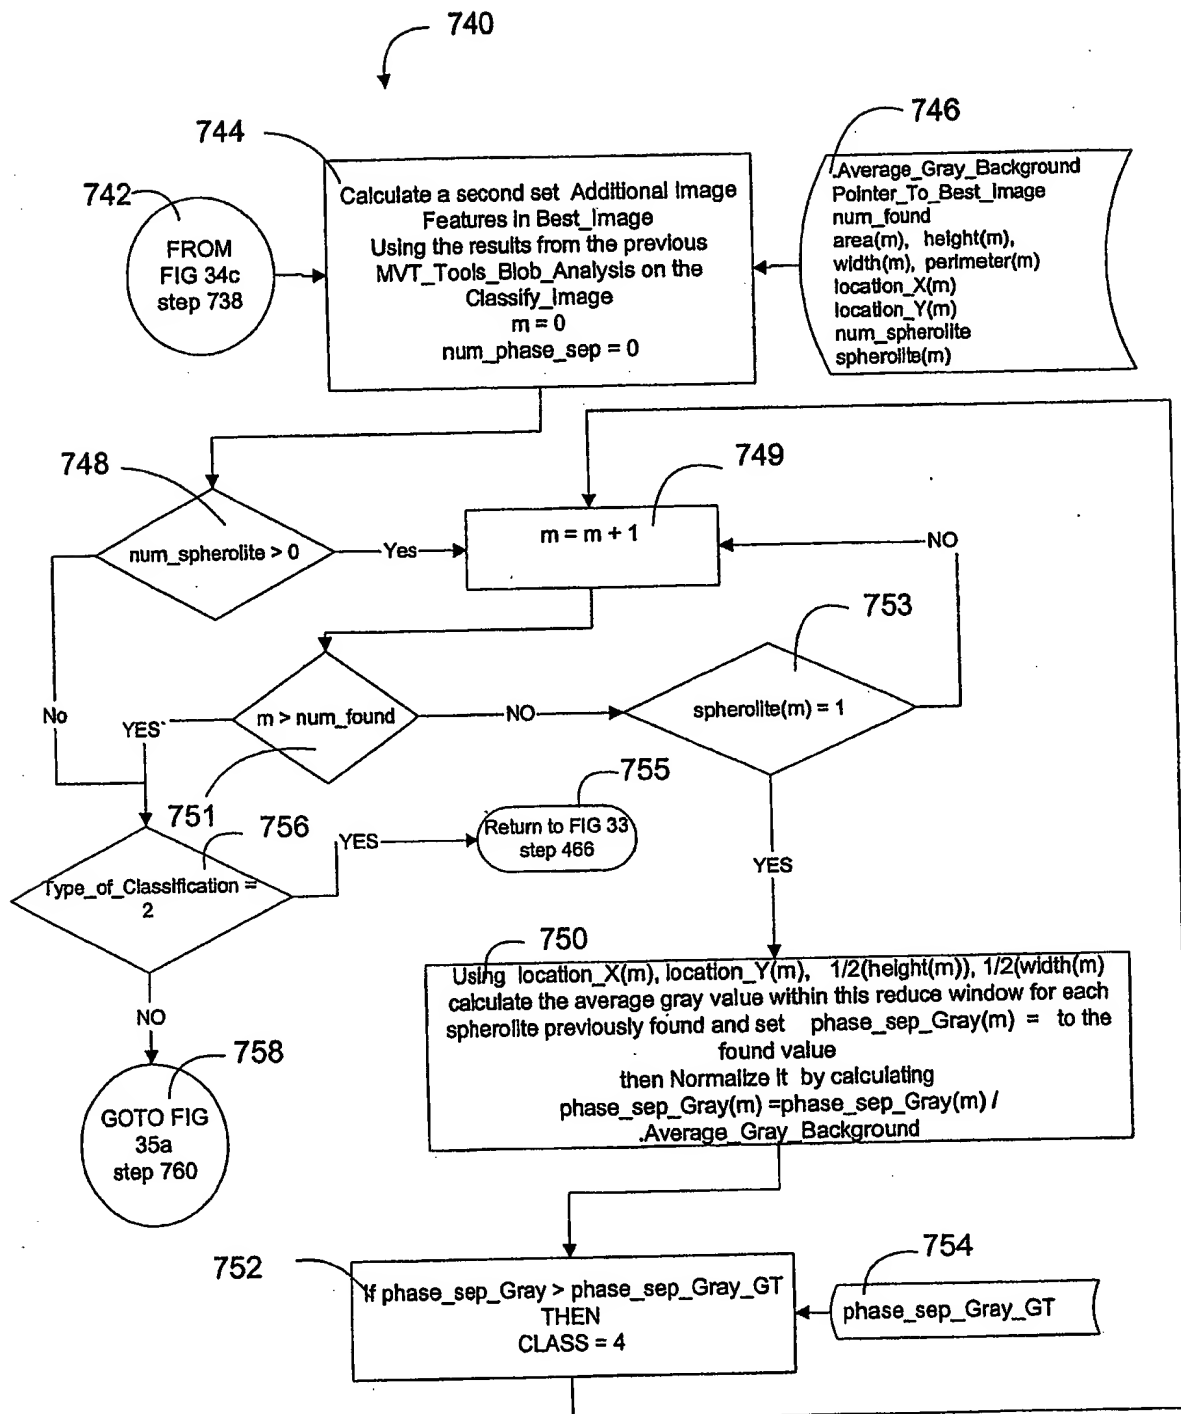 740
744
746
742
FROM
FIG 34c
step 738
Calculate a second set Additional Image
Features in Best_Image
Using the results from the previous
MVT_Tools_Blob_Analysis on the
Classify_Image
m = 0
num_phase_sep = 0
.Average_Gray_Background
Pointer_To_Best_Image
num_found
area(m), height(m),
width(m), perimeter(m)
location_X(m)
location_Y(m)
num_spherolite
spherolite(m)
748
749
num_spherolite > 0
Yes
m = m + 1
NO
753
No
YES
m > num_found
NO
spherolite(m) = 1
751
755
756
Return to FIG 33
step 466
YES
Type_of_Classification =
2
YES
NO
750
Using location_X(m), location_Y(m), 1/2(height(m)), 1/2(width(m)
calculate the average gray value within this reduce window for each
spherolite previously found and set phase_sep_Gray(m) = to the
found value
then Normalize it by calculating
phase_sep_Gray(m) =phase_sep_Gray(m) /
.Average_Gray_Background
758
GOTO FIG
35a
step 760
752
754
If phase_sep_Gray > phase_sep_Gray_GT
THEN
CLASS = 4
phase_sep_Gray_GT